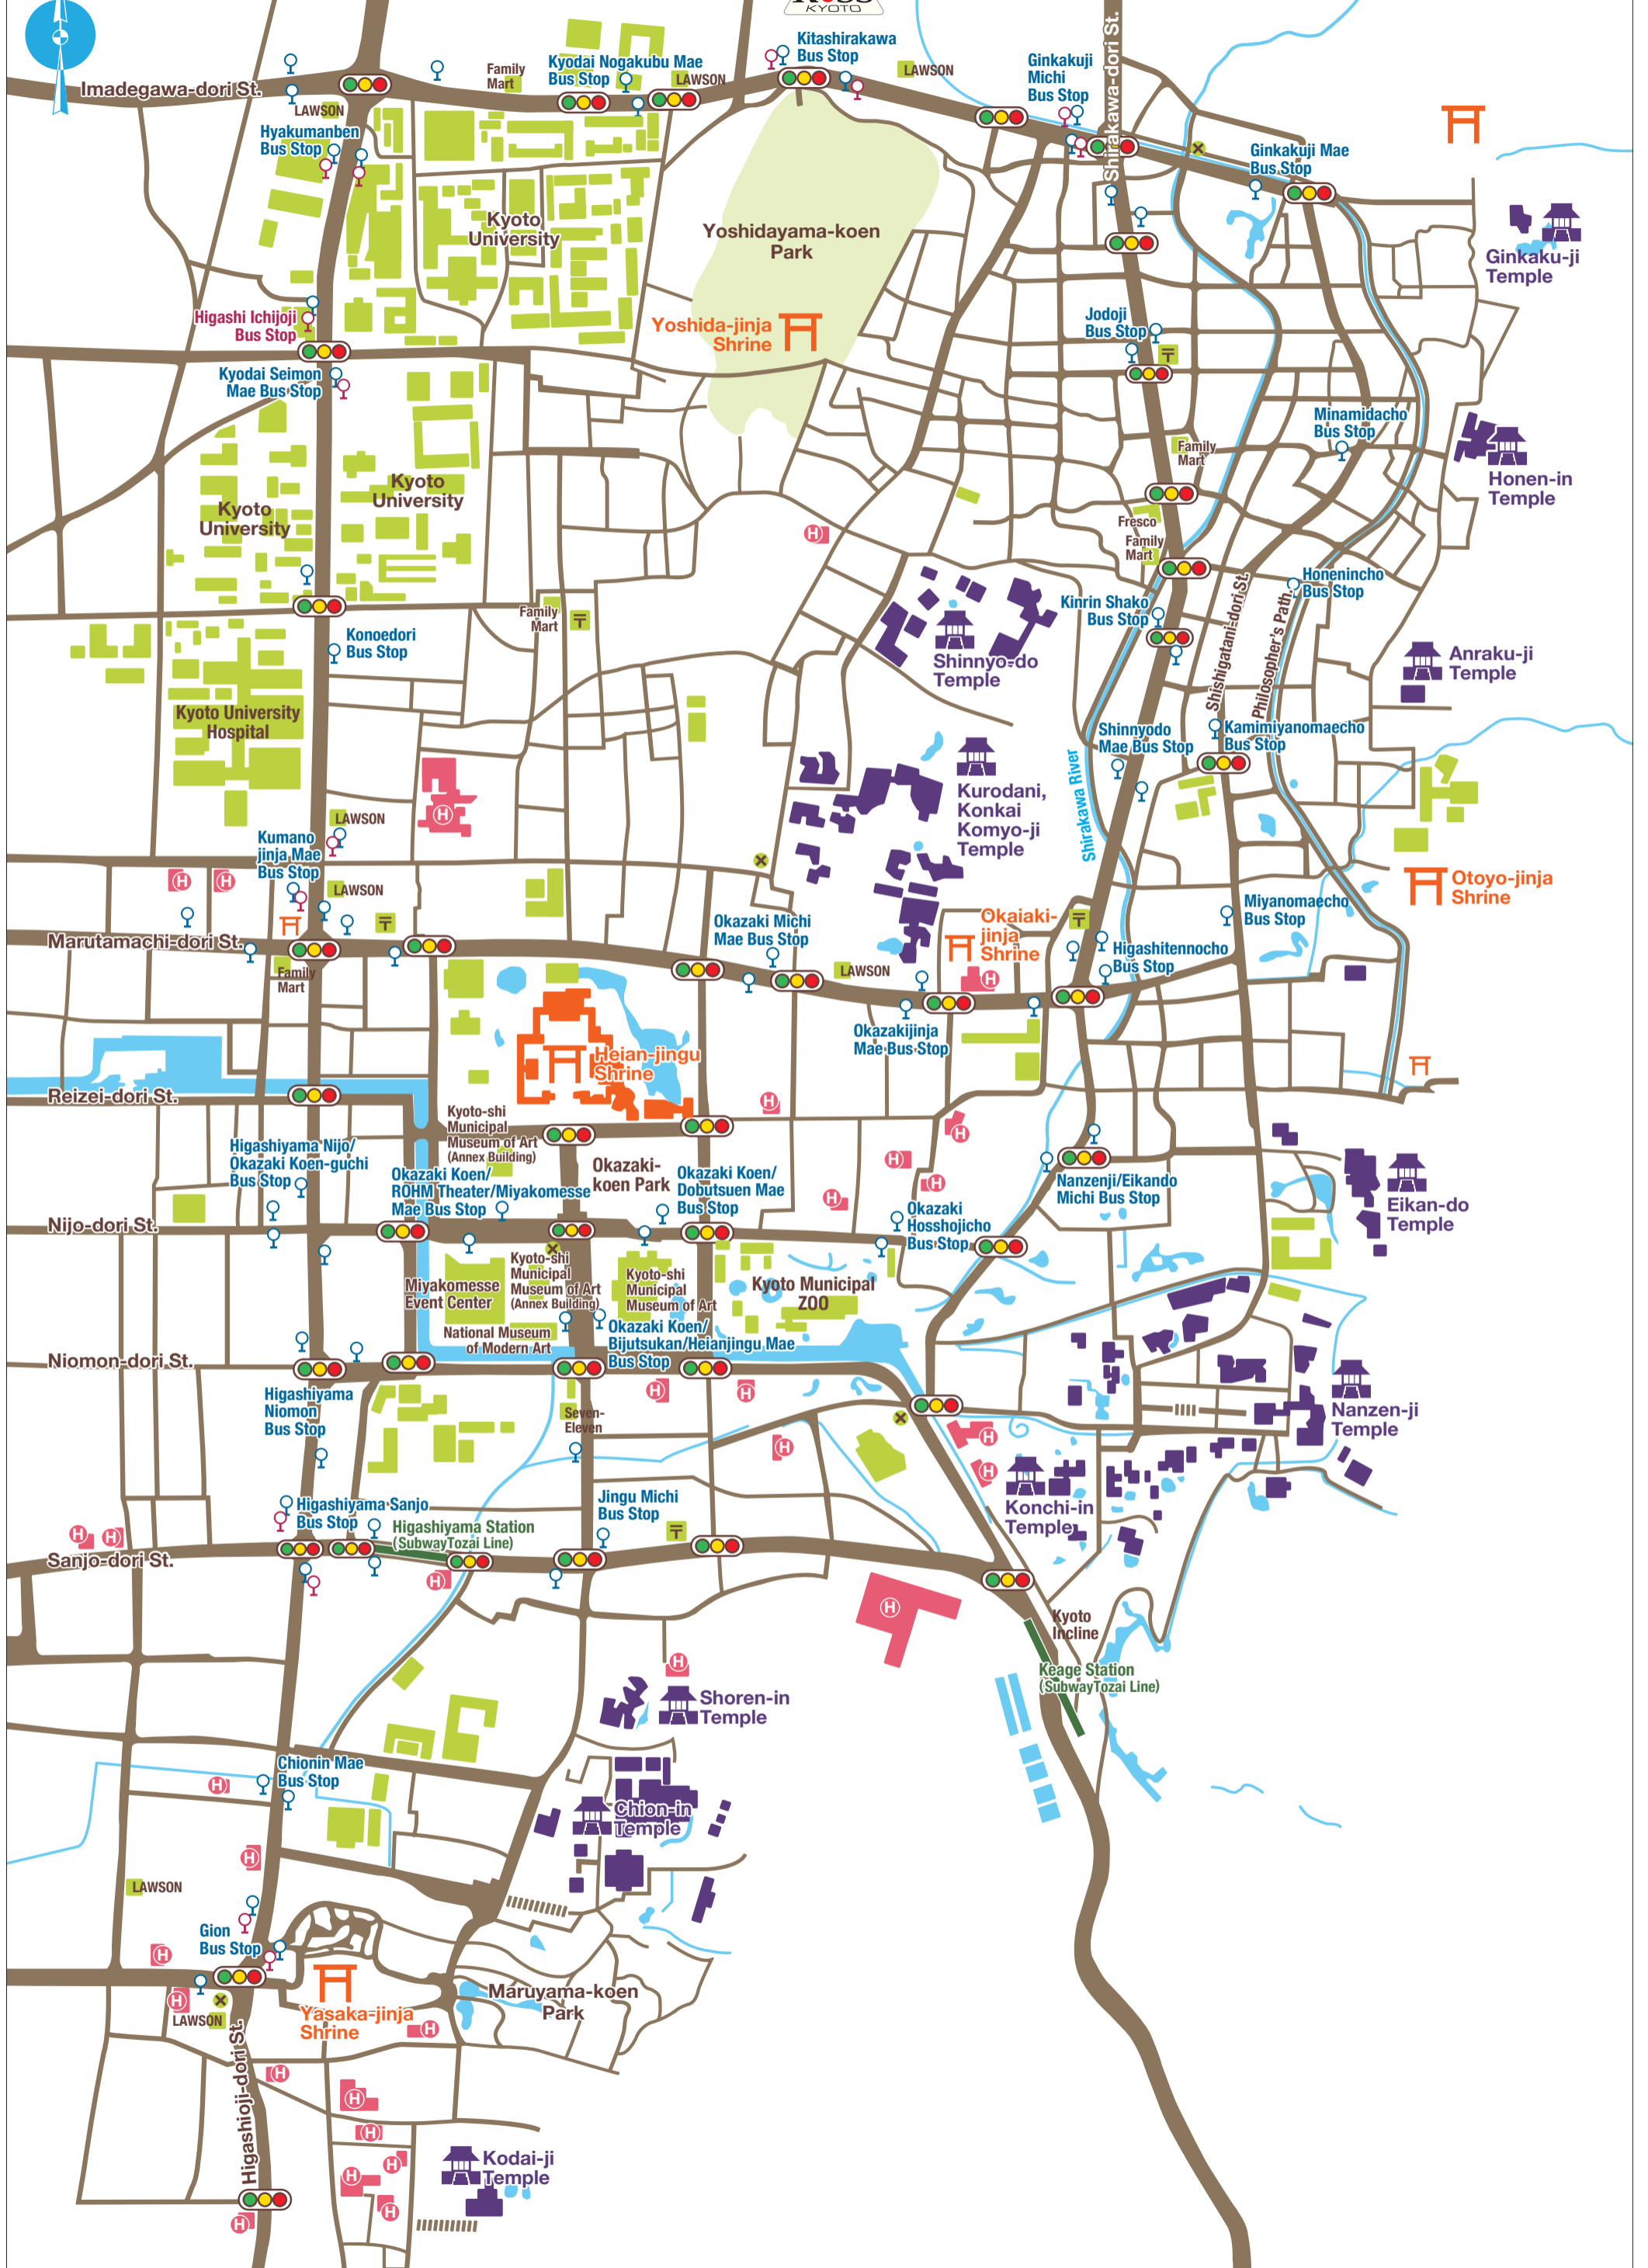 KYOTO
Shirakawa-dori St.
Imadegawa-dori St.
LAWSON
Hyakumanben
Bus Stop
Family
Mart
Kyodai Nogakubu Mae
Bus Stop
LAWSON
Kitashirakawa
Bus Stop
LAWSON
Ginkakuji
Michi
Bus Stop
Ginkakuji Mae
Bus Stop
Kyoto
University
Yoshidayama-koen
Park
Ginkaku-ji
Temple
Higashi Ichijoji
Bus Stop
Yoshida-jinja
Shrine
Jodoji
Bus Stop
Kyodai Seimon
Mae Bus Stop
Minamidacho
Bus Stop
Family
Mart
Honen-in
Temple
Kyoto
University
Kyoto
University
Fresco
Family
Mart
Honenincho
Bus Stop
Kinrin Shako
Bus Stop
Shishigatani-dori St.
Philosopher's Path
Family
Mart
Konoedori
Bus Stop
Shinnyo-do
Temple
Anraku-ji
Temple
Kyoto University
Hospital
Shinnyodo
Mae Bus Stop
Kamimiyanomaecho
Bus Stop
Shirakawa River
Kurodani,
Konkai
Komyo-ji
Temple
LAWSON
Kumano
jinja Mae
Bus Stop
LAWSON
Otoyo-jinja
Shrine
Miyanomaecho
Bus Stop
Okazaki Michi
Mae Bus Stop
Okaiaki-
jinja
Shrine
Marutamachi-dori St.
Higashitennocho
Bus Stop
Family
Mart
LAWSON
Okazakijinja
Mae Bus Stop
Heian-jingu
Shrine
Reizei-dori St.
Kyoto-shi
Municipal
Museum of Art
(Annex Building)
Higashiyama Nijo/
Okazaki Koen-guchi
Bus Stop
Okazaki-
koen Park
Okazaki Koen/
ROHM Theater/Miyakomesse
Mae Bus Stop
Okazaki Koen/
Dobutsuen Mae
Bus Stop
Nanzenji/Eikando
Michi Bus Stop
Okazaki
Hosshojicho
Bus Stop
Eikan-do
Temple
Nijo-dori St.
Miyakomesse
Event Center
Kyoto-shi
Municipal
Museum of Art
(Annex Building)
Kyoto-shi
Municipal
Museum of Art
Kyoto Municipal
ZOO
National Museum
of Modern Art
Okazaki Koen/
Bijutsukan/Heianjingu Mae
Bus Stop
Niomon-dori St.
Higashiyama
Niomon
Bus Stop
Seven-
Eleven
Nanzen-ji
Temple
Konchi-in
Temple
Higashiyama Sanjo
Bus Stop
Higashiyama Station
(SubwayTozai Line)
Jingu Michi
Bus Stop
Sanjo-dori St.
Kyoto
Incline
Keage Station
(SubwayTozai Line)
Shoren-in
Temple
Chionin Mae
Bus Stop
Chion-in
Temple
LAWSON
Gion
Bus Stop
Yasaka-jinja
Shrine
Maruyama-koen
Park
LAWSON
Higashioji-dori St.
Kodai-ji
Temple